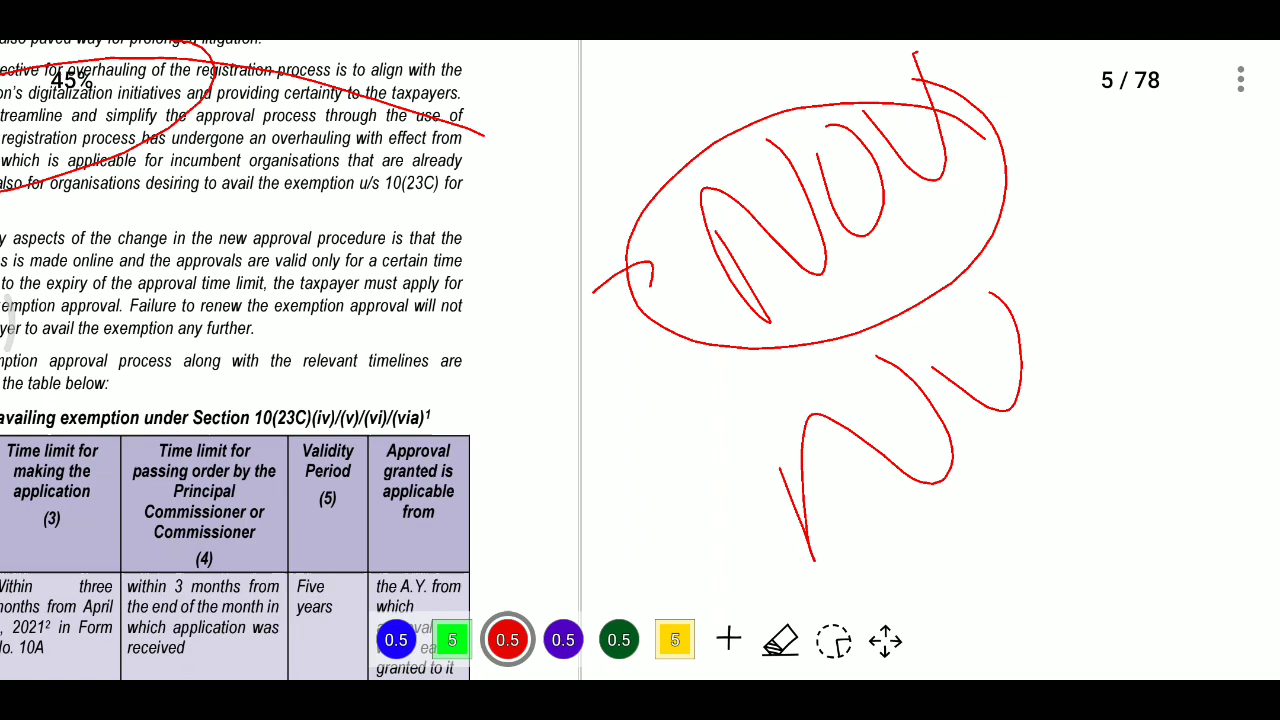 also paved way for prolonged litigation.
ective for overhauling of the registration process is to align with the
45%
on's digitalization initiatives and providing certainty to the taxpayers.
treamline and simplify the approval process through the use of
registration process has undergone an overhauling with effect from
which is applicable for incumbent organisations that are already
also for organisations desiring to avail the exemption u/s 10(23C) for
y aspects of the change in the new approval procedure is that the
s is made online and the approvals are valid only for a certain time
to the expiry of the approval time limit, the taxpayer must apply for
emption approval. Failure to renew the exemption approval will not
yer to avail the exemption any further.
mption approval process along with the relevant timelines are
the table below:
availing exemption under Section 10(23C)(iv)/(v)/(vi)/(via)¹
Time limit for making the application (3)
Time limit for passing order by the Principal Commissioner or Commissioner (4)
Validity Period (5)
Approval granted is applicable from
Within three months from April 1, 2021² in Form No. 10A
within 3 months from the end of the month in which application was received
Five years
the A.Y. from which
granted to it
5 / 78
Nov
0.5 5 0.5 0.5 0.5 5